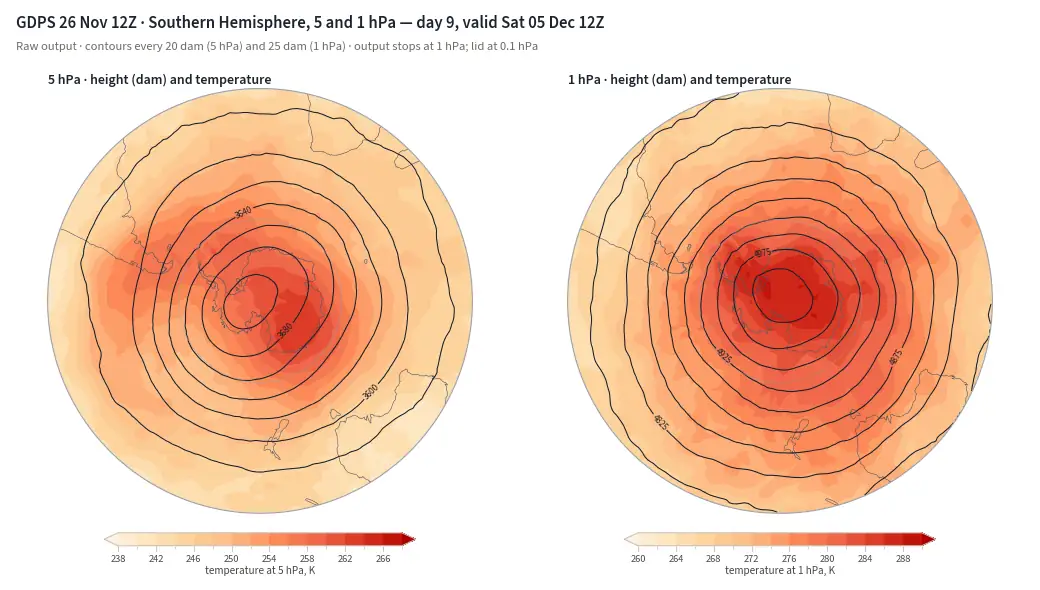 GDPS 26 Nov 12Z · Southern Hemisphere, 5 and 1 hPa — day 9, valid Sat 05 Dec 12Z
Raw output · contours every 20 dam (5 hPa) and 25 dam (1 hPa) · output stops at 1 hPa; lid at 0.1 hPa
5 hPa · height (dam) and temperature
1 hPa · height (dam) and temperature
3640
3680
3600
4975
4925
4875
4825
238 242 246 250 254 258 262 266
temperature at 5 hPa, K
260 264 268 272 276 280 284 288
temperature at 1 hPa, K